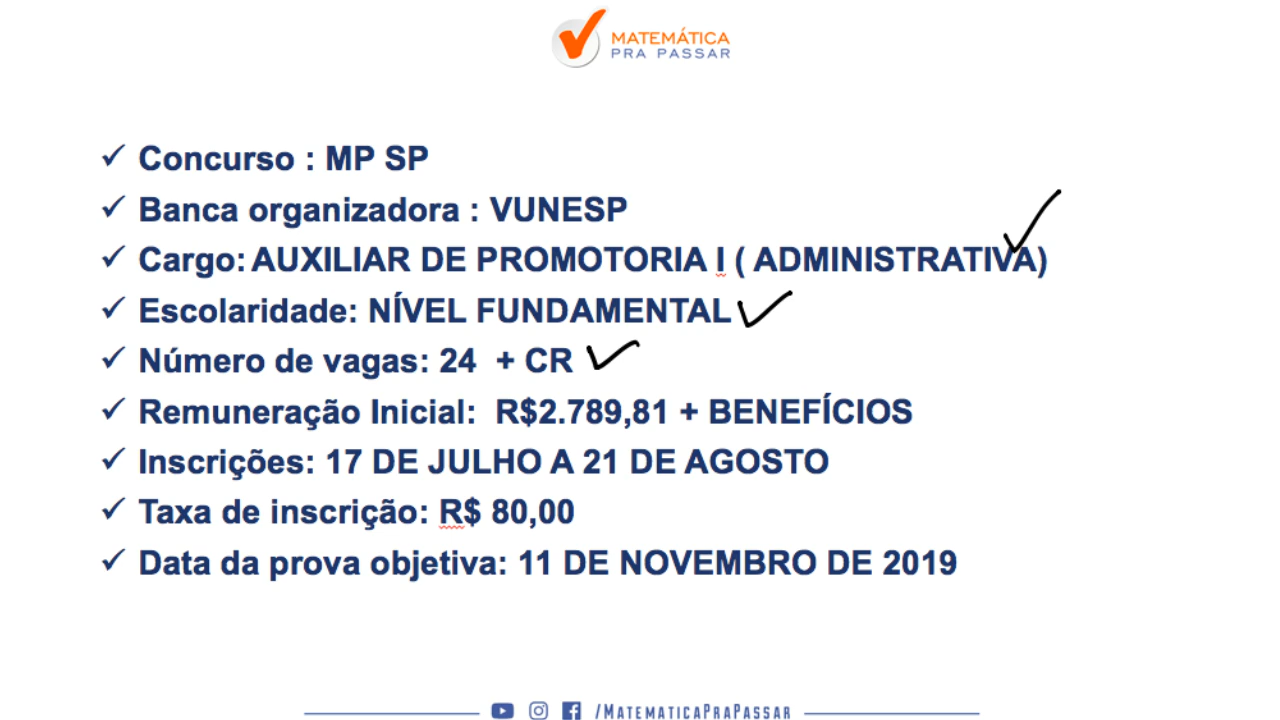 MATEMÁTICA
PRA PASSAR
Concurso : MP SP
Banca organizadora : VUNESP
Cargo: AUXILIAR DE PROMOTORIA I ( ADMINISTRATIVA)
Escolaridade: NÍVEL FUNDAMENTAL
Número de vagas: 24 + CR
Remuneração Inicial: R$2.789,81 + BENEFÍCIOS
Inscrições: 17 DE JULHO A 21 DE AGOSTO
Taxa de inscrição: R$ 80,00
Data da prova objetiva: 11 DE NOVEMBRO DE 2019
/MATEMATICAPRAPASSAR